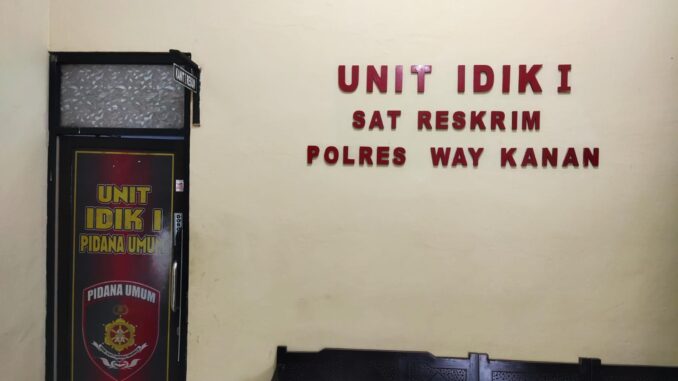 UNIT IDIK I
SAT RESKRIM
POLRES WAY KANAN
UNIT
IDIK I
PIDANA UMUM
PIDANA UMUM